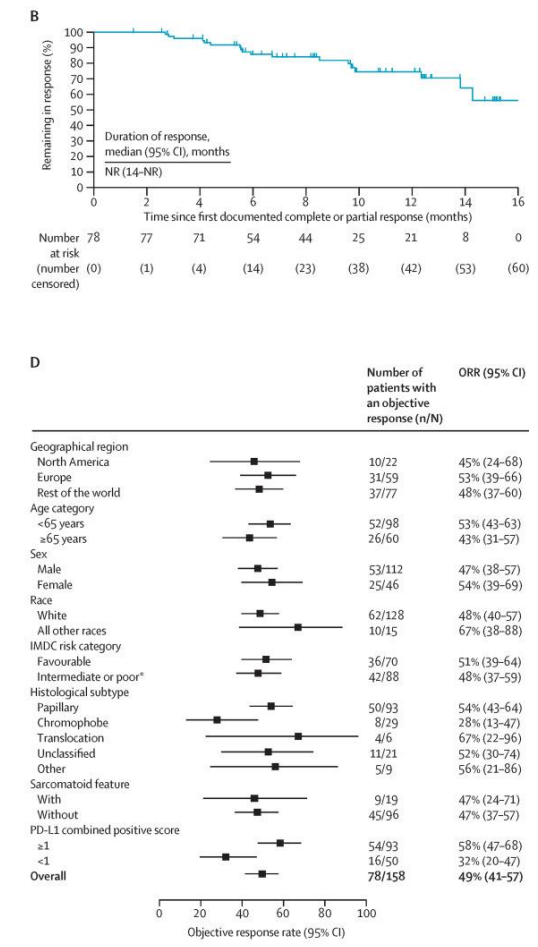 B
Remaining in response (%)
100
90
80
70
60
50
40
30
20
10
0
Duration of response,
median (95% CI), months
NR (14–NR)
0 2 4 6 8 10 12 14 16
Time since first documented complete or partial response (months)
Number 78 77 71 54 44 25 21 8 0
at risk
(number (0) (1) (4) (14) (23) (38) (42) (53) (60)
censored)
D
Number of ORR (95% CI)
patients with
an objective
response (n/N)
Geographical region
North America 10/22 45% (24–68)
Europe 31/59 53% (39–66)
Rest of the world 37/77 48% (37–60)
Age category
<65 years 52/98 53% (43–63)
≥65 years 26/60 43% (31–57)
Sex
Male 53/112 47% (38–57)
Female 25/46 54% (39–69)
Race
White 62/128 48% (40–57)
All other races 10/15 67% (38–88)
IMDC risk category
Favourable 36/70 51% (39–64)
Intermediate or poor* 42/88 48% (37–59)
Histological subtype
Papillary 50/93 54% (43–64)
Chromophobe 8/29 28% (13–47)
Translocation 4/6 67% (22–96)
Unclassified 11/21 52% (30–74)
Other 5/9 56% (21–86)
Sarcomatoid feature
With 9/19 47% (24–71)
Without 45/96 47% (37–57)
PD-L1 combined positive score
≥1 54/93 58% (47–68)
<1 16/50 32% (20–47)
Overall 78/158 49% (41–57)
0 20 40 60 80 100
Objective response rate (95% CI)